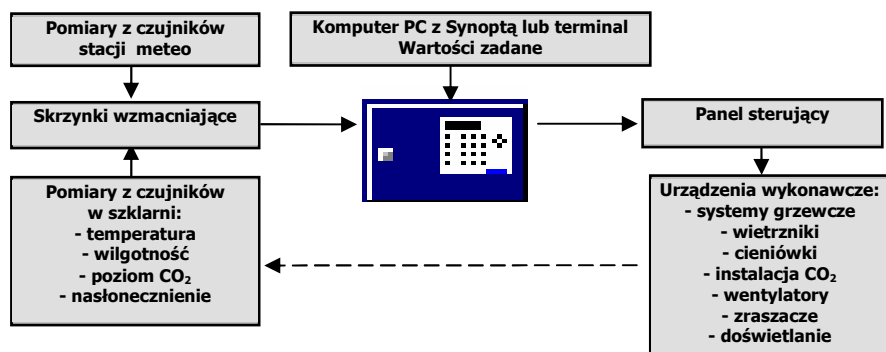 Pomiary z czujników
stacji meteo
Komputer PC z Synoptą lub terminal
Wartości zadane
Skrzynki wzmacniające
Panel sterujący
Pomiary z czujników
w szklarni:
- temperatura
- wilgotność
- poziom CO₂
- nasłonecznienie
Urządzenia wykonawcze:
- systemy grzewcze
- wietrzniki
- cieniówki
- instalacja CO₂
- wentylatory
- zraszacze
- doświetlanie